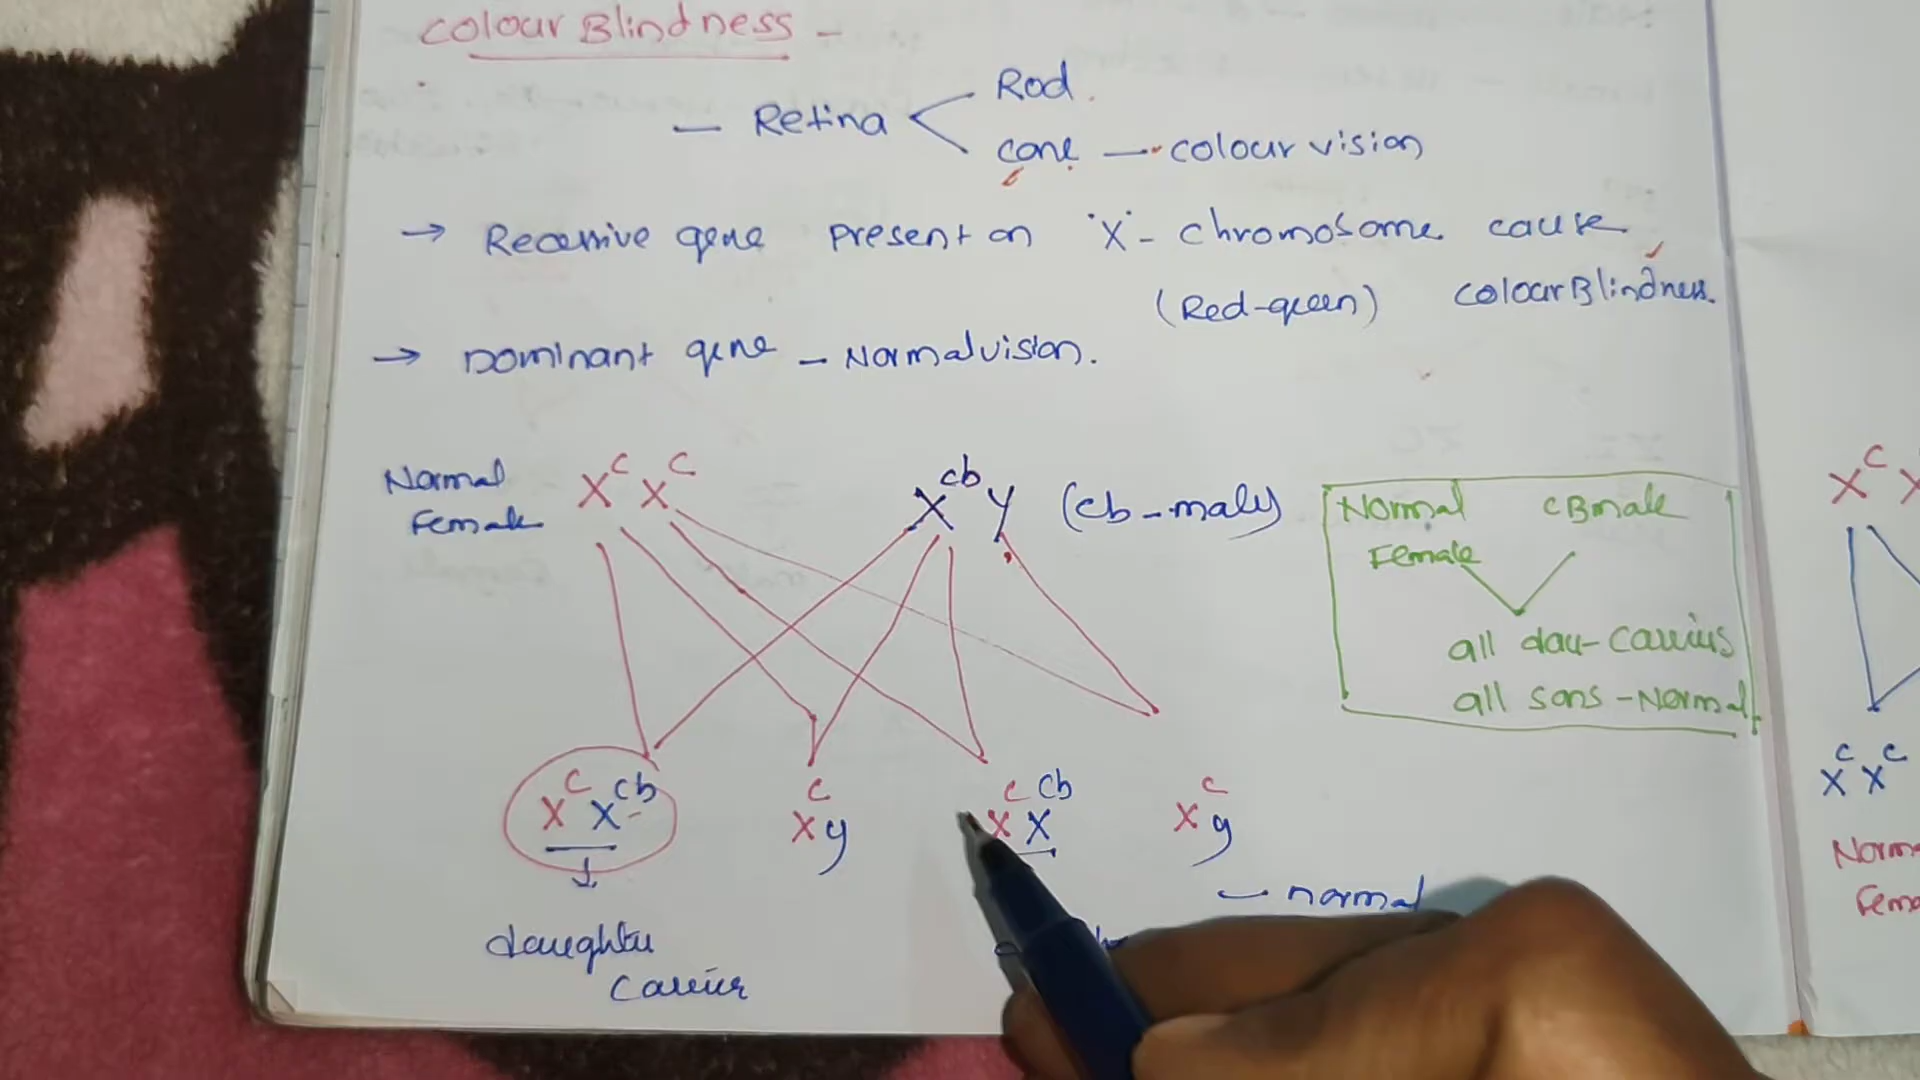 Colour Blindness -
Rod.
- Retina
cone - colour vision
→ Recessive gene present on 'X' - chromosome cause
(Red-green) colour Blindness.
→ Dominant gene - Normal vision.
Normal
Female
X^C X^C
X^cb Y (cb-male)
Normal CB male
Female
all dau- carriers
all sons - Normal
X^C X^cb
X^C y
X^C X^Cb
X^C y
- normal
daughter
carrier
X^C
X^C X^C